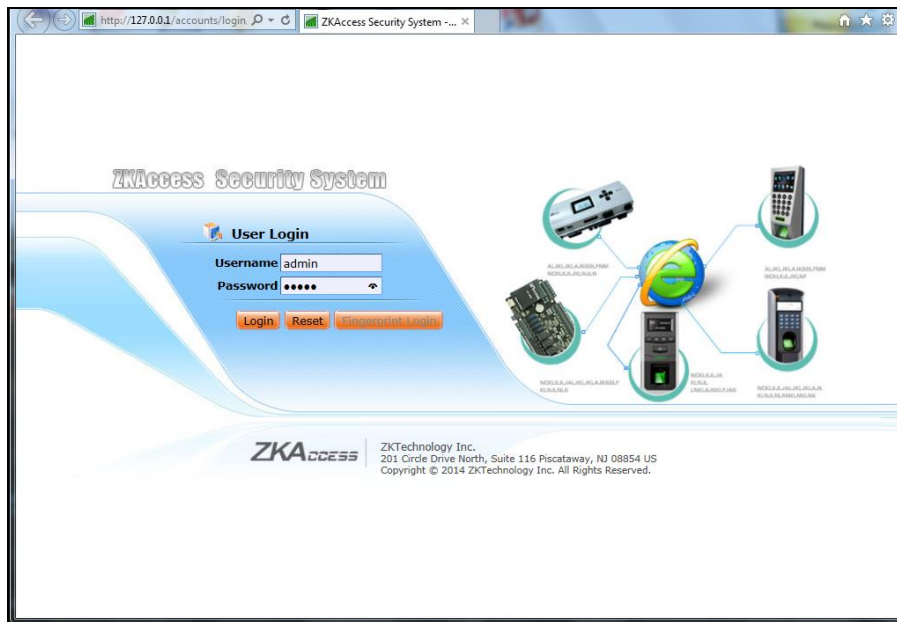 http://127.0.0.1/accounts/login
ZKAccess Security System -...
ZKAccess Security System
User Login
Username admin
Password
Login Reset Fingerprint Login
ZKAccess
ZKTechnology Inc.
201 Circle Drive North, Suite 116 Piscataway, NJ 08854 US
Copyright © 2014 ZKTechnology Inc. All Rights Reserved.